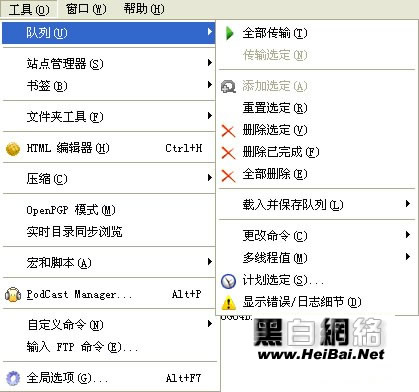 工具(O) 窗口(W) 帮助(H)
队列(U)
站点管理器(S)
书签(B)
文件夹工具(F)
HTML 编辑器(H) Ctrl+H
压缩(C)
OpenPGP 模式(M)
实时目录同步浏览
宏和脚本(A)
PodCast Manager... Alt+P
自定义命令(N)
输入 FTP 命令(E)...
全局选项(G)... Alt+F7
全部传输(T)
传输选定(N)
添加选定(A)
重置选定(R)
删除选定(V)
删除已完成(F)
全部删除(E)
载入并保存队列(L)
更改命令(C)
多线程值(M)
计划选定(S)...
显示错误/日志细节(D)
黑白網络
www.HeiBai.Net